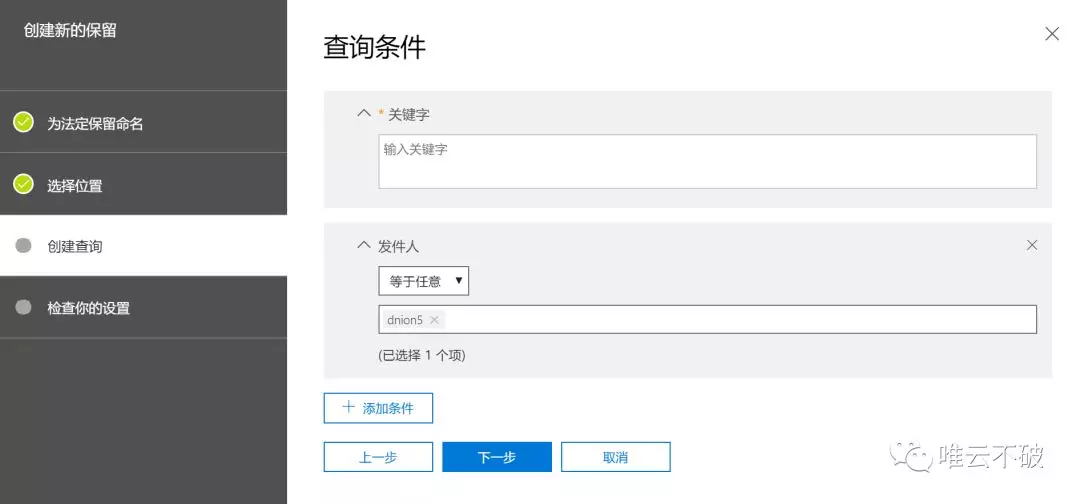 创建新的保留
为法定保留命名
选择位置
创建查询
检查你的设置
查询条件
* 关键字
输入关键字
发件人
等于任意
dnion5
(已选择 1 个项)
添加条件
上一步
下一步
取消
唯云不破